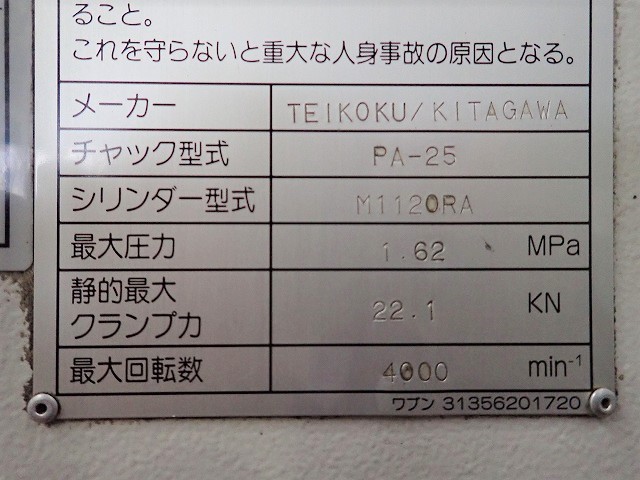 ること。
これを守らないと重大な人身事故の原因となる。
メーカー TEIKOKU/KITAGAWA
チャック型式 PA-25
シリンダー型式 M1120RA
最大圧力 1.62 MPa
静的最大
クランプ力 22.1 KN
最大回転数 4000 min⁻¹
ワブン 31356201720